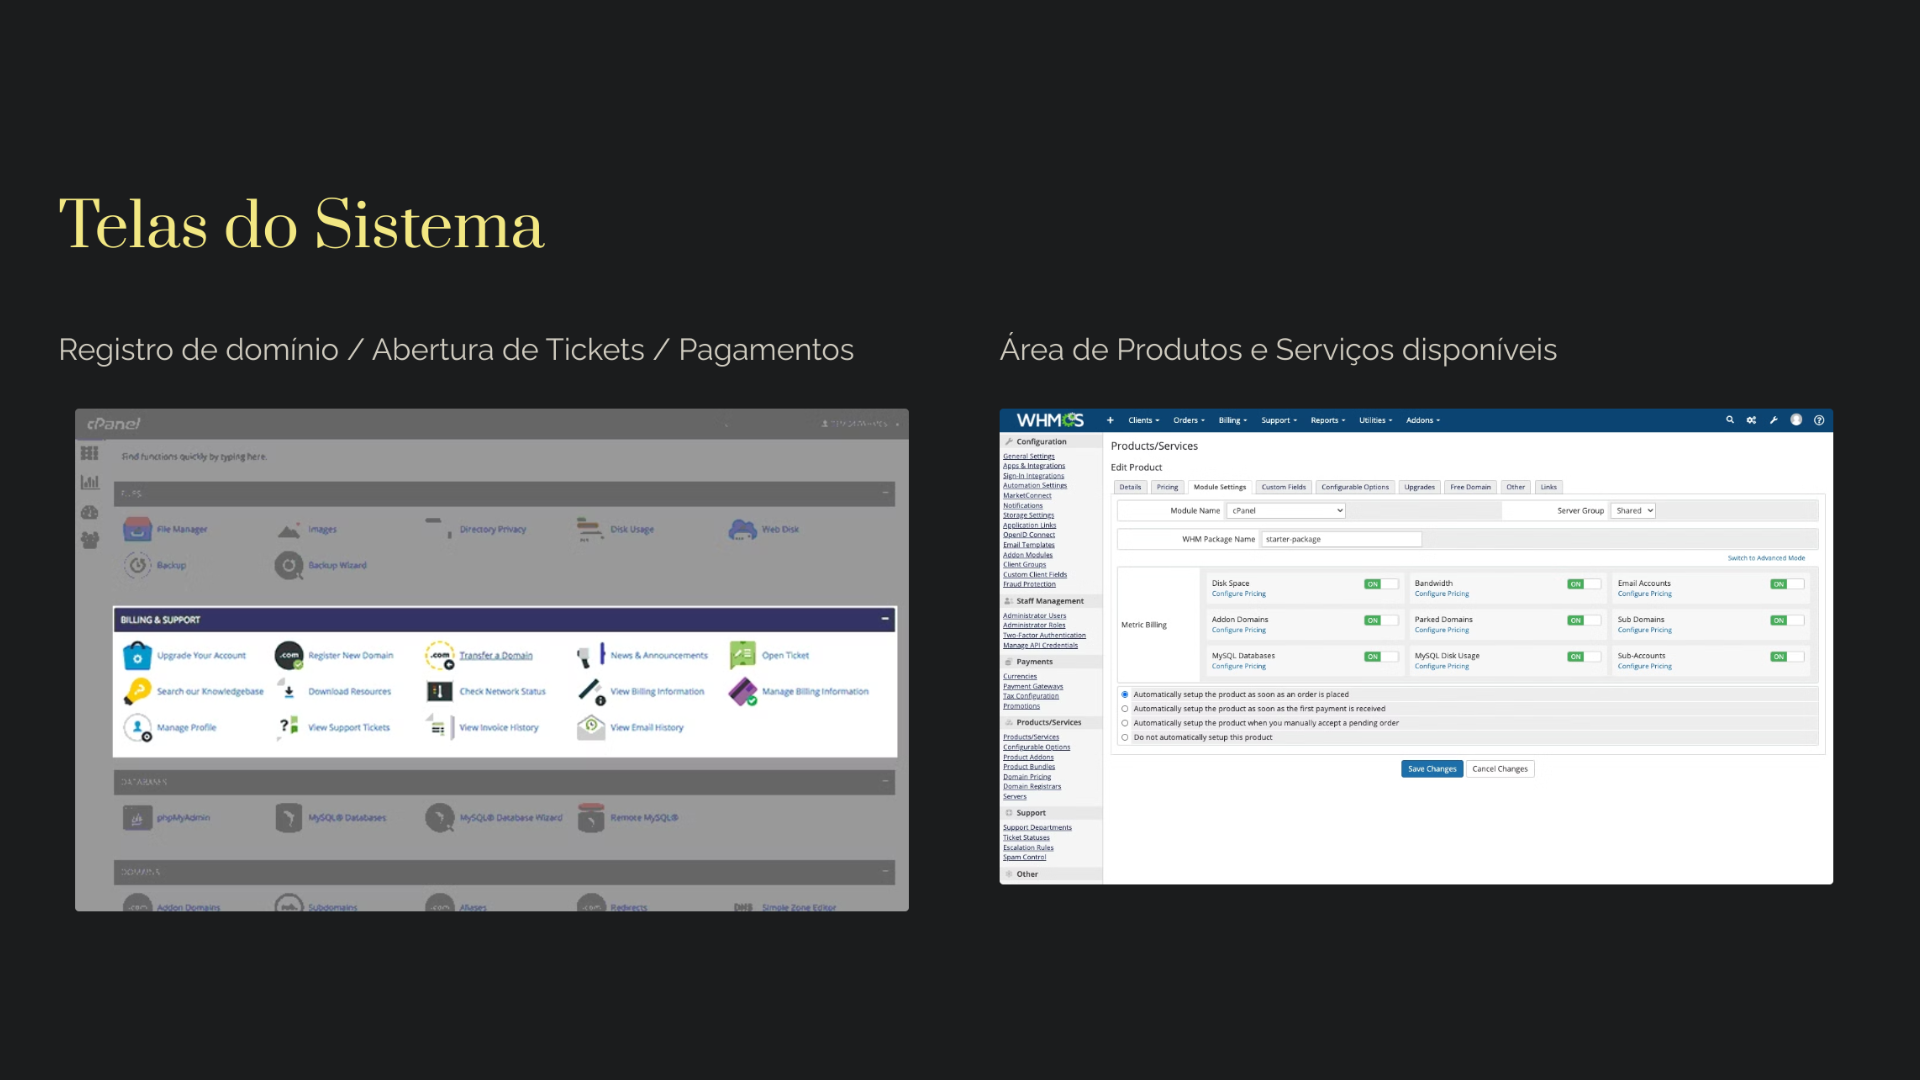 Telas do Sistema
Registro de domínio / Abertura de Tickets / Pagamentos
cPanel
Find functions quickly by typing here.
File Manager
Images
Directory Privacy
Disk Usage
Web Disk
Backup
Backup Wizard
BILLING & SUPPORT
Upgrade Your Account
Register New Domain
Transfer a Domain
News & Announcements
Open Ticket
Search our Knowledgebase
Download Resources
Check Network Status
View Billing Information
Manage Billing Information
Manage Profile
View Support Tickets
View Invoice History
View Email History
DATABASES
phpMyAdmin
MySQL® Databases
MySQL® Database Wizard
Remote MySQL®
DOMAINS
Addon Domains
Subdomains
Aliases
Redirects
Simple Zone Editor
Área de Produtos e Serviços disponíveis
WHMCS
Clients
Orders
Billing
Support
Reports
Utilities
Addons
Configuration
General Settings
Apps & Integrations
Sign-In Integrations
Automation Settings
MarketConnect
Notifications
Storage Settings
Application Links
OpenID Connect
Email Templates
Addon Modules
Client Groups
Custom Client Fields
Fraud Protection
Staff Management
Administrator Users
Administrator Roles
Two-Factor Authentication
Manage API Credentials
Payments
Currencies
Payment Gateways
Tax Configuration
Promotions
Products/Services
Products/Services
Configurable Options
Product Addons
Product Bundles
Domain Pricing
Domain Registrars
Servers
Support
Support Departments
Ticket Statuses
Escalation Rules
Spam Control
Other
Products/Services
Edit Product
Details
Pricing
Module Settings
Custom Fields
Configurable Options
Upgrades
Free Domain
Other
Links
Module Name
cPanel
Server Group
Shared
WHM Package Name
starter-package
Switch to Advanced Mode
Metric Billing
Disk Space
Configure Pricing
ON
Bandwidth
Configure Pricing
ON
Email Accounts
Configure Pricing
ON
Addon Domains
Configure Pricing
ON
Parked Domains
Configure Pricing
ON
Sub Domains
Configure Pricing
ON
MySQL Databases
Configure Pricing
ON
MySQL Disk Usage
Configure Pricing
ON
Sub-Accounts
Configure Pricing
ON
Automatically setup the product as soon as an order is placed
Automatically setup the product as soon as the first payment is received
Automatically setup the product when you manually accept a pending order
Do not automatically setup this product
Save Changes
Cancel Changes